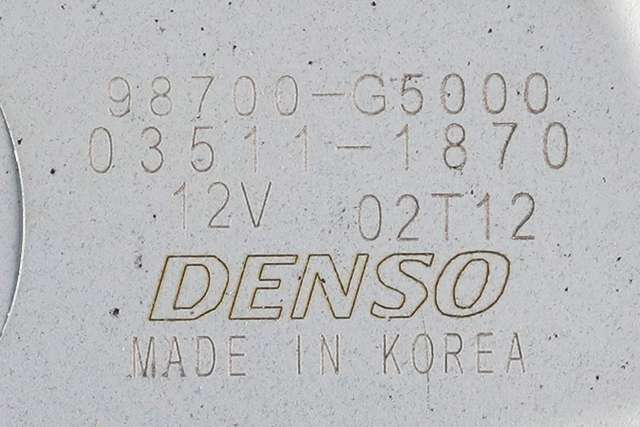 98700-G5000
03511-1870
12V 02T12
DENSO
MADE IN KOREA